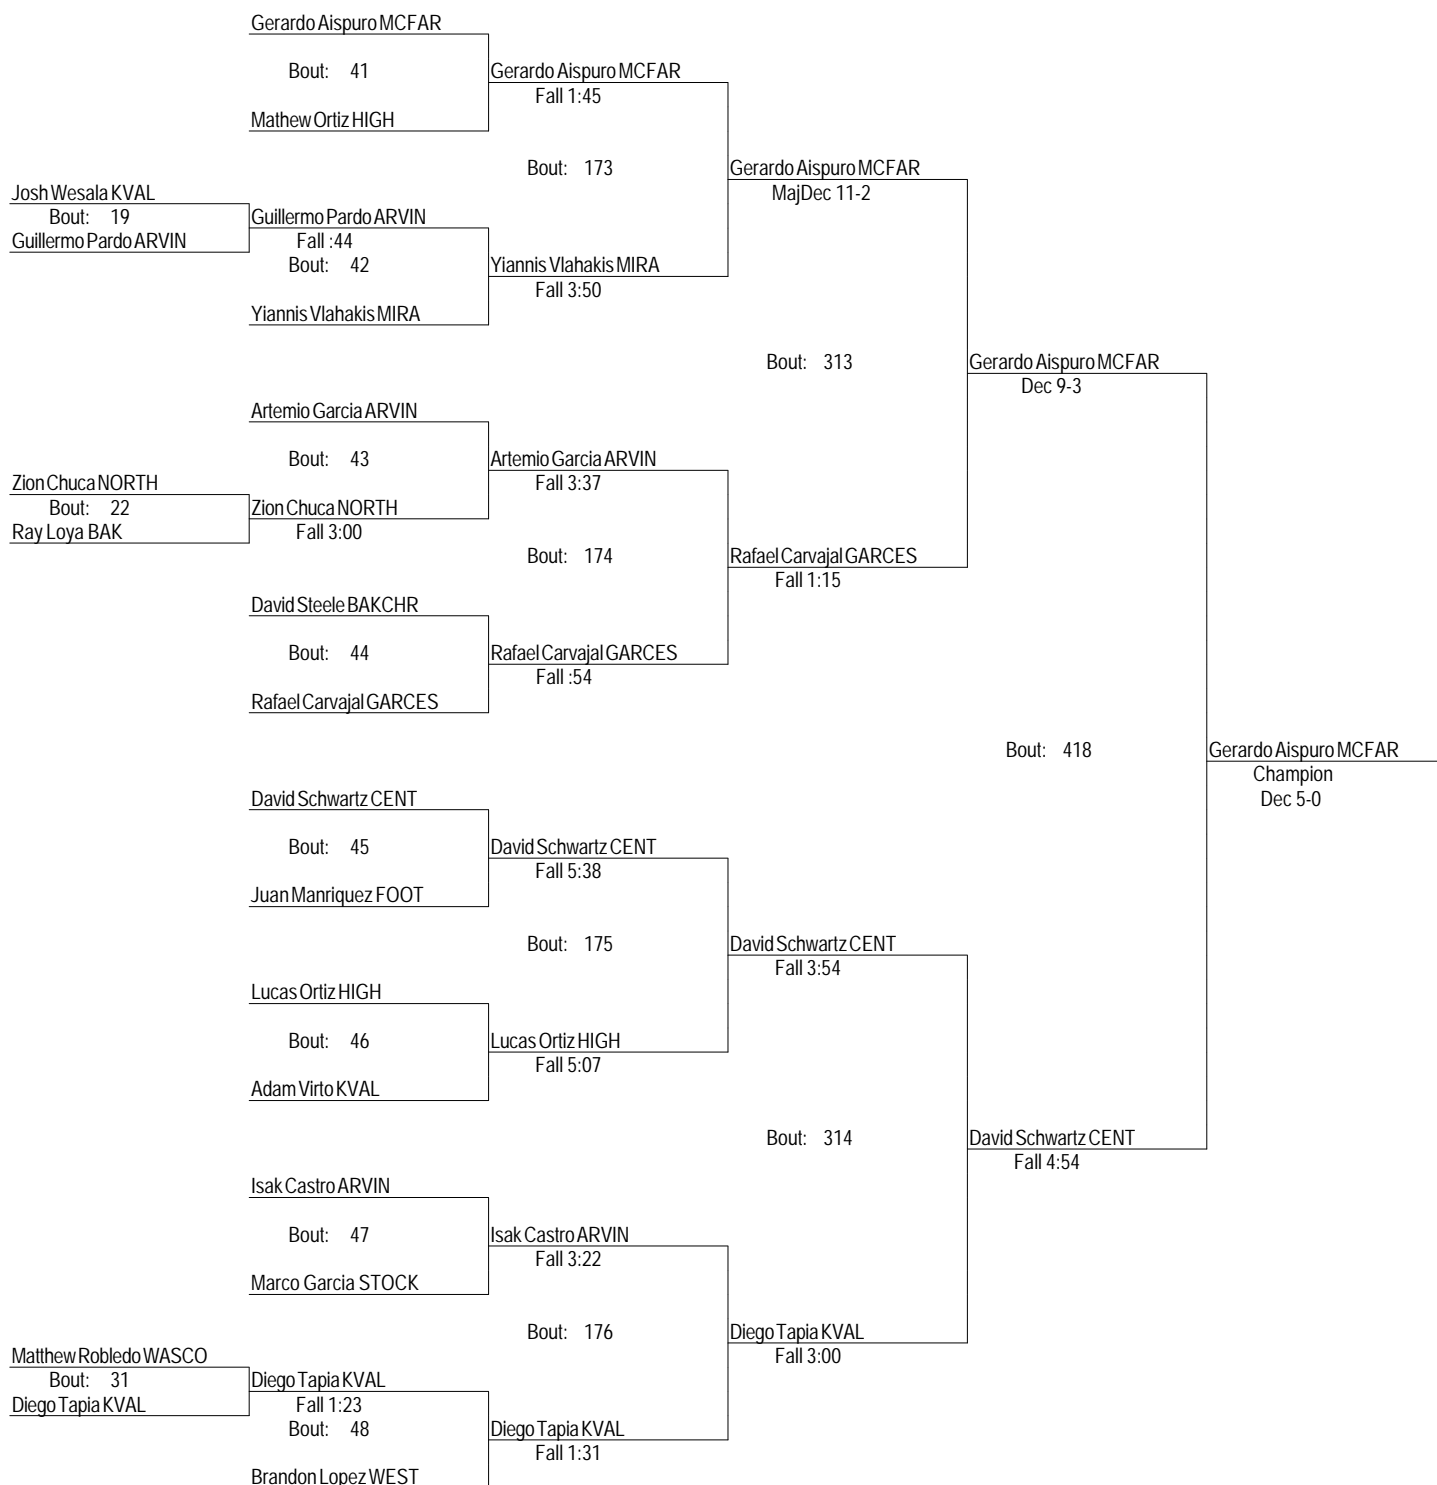 Gerardo Aispuro MCFAR
Bout: 41
Gerardo Aispuro MCFAR
Fall 1:45
Mathew Ortiz HIGH
Bout: 173
Gerardo Aispuro MCFAR
MajDec 11-2
Josh Wesala KVAL
Bout: 19
Guillermo Pardo ARVIN
Guillermo Pardo ARVIN
Fall :44
Bout: 42
Yiannis Vlahakis MIRA
Fall 3:50
Yiannis Vlahakis MIRA
Bout: 313
Gerardo Aispuro MCFAR
Dec 9-3
Artemio Garcia ARVIN
Bout: 43
Artemio Garcia ARVIN
Fall 3:37
Zion Chuca NORTH
Bout: 22
Ray Loya BAK
Zion Chuca NORTH
Fall 3:00
Bout: 174
Rafael Carvajal GARCES
Fall 1:15
David Steele BAKCHR
Bout: 44
Rafael Carvajal GARCES
Fall :54
Rafael Carvajal GARCES
Bout: 418
Gerardo Aispuro MCFAR
Champion
Dec 5-0
David Schwartz CENT
Bout: 45
David Schwartz CENT
Fall 5:38
Juan Manriquez FOOT
Bout: 175
David Schwartz CENT
Fall 3:54
Lucas Ortiz HIGH
Bout: 46
Lucas Ortiz HIGH
Fall 5:07
Adam Virto KVAL
Bout: 314
David Schwartz CENT
Fall 4:54
Isak Castro ARVIN
Bout: 47
Isak Castro ARVIN
Fall 3:22
Marco Garcia STOCK
Bout: 176
Diego Tapia KVAL
Fall 3:00
Matthew Robledo WASCO
Bout: 31
Diego Tapia KVAL
Diego Tapia KVAL
Fall 1:23
Bout: 48
Diego Tapia KVAL
Fall 1:31
Brandon Lopez WEST